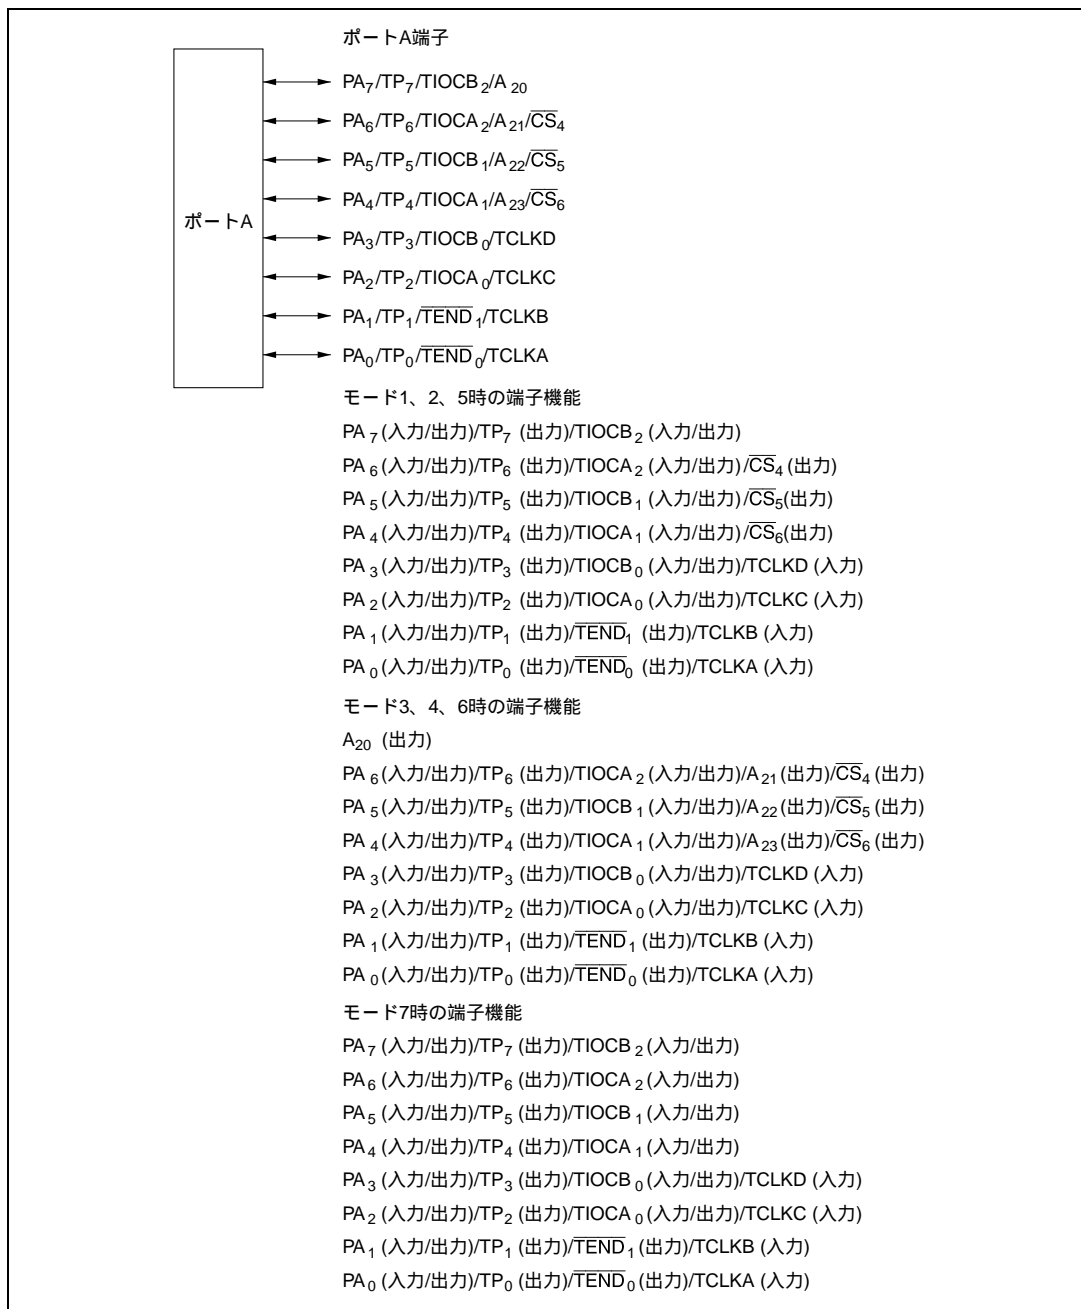 ポートA端子
PA₇/TP₇/TIOCB₂/A₂₀
PA₆/TP₆/TIOCA₂/A₂₁/C̅S̅₄
PA₅/TP₅/TIOCB₁/A₂₂/C̅S̅₅
PA₄/TP₄/TIOCA₁/A₂₃/C̅S̅₆
ポートA
PA₃/TP₃/TIOCB₀/TCLKD
PA₂/TP₂/TIOCA₀/TCLKC
PA₁/TP₁/T̅E̅N̅D̅₁/TCLKB
PA₀/TP₀/T̅E̅N̅D̅₀/TCLKA
モード1、2、5時の端子機能
PA₇(入力/出力)/TP₇ (出力)/TIOCB₂ (入力/出力)
PA₆(入力/出力)/TP₆ (出力)/TIOCA₂ (入力/出力)/C̅S̅₄(出力)
PA₅(入力/出力)/TP₅ (出力)/TIOCB₁ (入力/出力)/C̅S̅₅(出力)
PA₄(入力/出力)/TP₄ (出力)/TIOCA₁ (入力/出力)/C̅S̅₆(出力)
PA₃(入力/出力)/TP₃ (出力)/TIOCB₀ (入力/出力)/TCLKD (入力)
PA₂(入力/出力)/TP₂ (出力)/TIOCA₀ (入力/出力)/TCLKC (入力)
PA₁(入力/出力)/TP₁ (出力)/T̅E̅N̅D̅₁ (出力)/TCLKB (入力)
PA₀(入力/出力)/TP₀ (出力)/T̅E̅N̅D̅₀ (出力)/TCLKA (入力)
モード3、4、6時の端子機能
A₂₀ (出力)
PA₆(入力/出力)/TP₆ (出力)/TIOCA₂(入力/出力)/A₂₁(出力)/C̅S̅₄(出力)
PA₅(入力/出力)/TP₅ (出力)/TIOCB₁(入力/出力)/A₂₂(出力)/C̅S̅₅(出力)
PA₄(入力/出力)/TP₄ (出力)/TIOCA₁(入力/出力)/A₂₃(出力)/C̅S̅₆(出力)
PA₃(入力/出力)/TP₃ (出力)/TIOCB₀(入力/出力)/TCLKD (入力)
PA₂(入力/出力)/TP₂ (出力)/TIOCA₀(入力/出力)/TCLKC (入力)
PA₁(入力/出力)/TP₁ (出力)/T̅E̅N̅D̅₁(出力)/TCLKB (入力)
PA₀(入力/出力)/TP₀ (出力)/T̅E̅N̅D̅₀(出力)/TCLKA (入力)
モード7時の端子機能
PA₇(入力/出力)/TP₇(出力)/TIOCB₂(入力/出力)
PA₆(入力/出力)/TP₆(出力)/TIOCA₂(入力/出力)
PA₅(入力/出力)/TP₅(出力)/TIOCB₁(入力/出力)
PA₄(入力/出力)/TP₄(出力)/TIOCA₁(入力/出力)
PA₃(入力/出力)/TP₃(出力)/TIOCB₀(入力/出力)/TCLKD (入力)
PA₂(入力/出力)/TP₂(出力)/TIOCA₀(入力/出力)/TCLKC (入力)
PA₁(入力/出力)/TP₁(出力)/T̅E̅N̅D̅₁(出力)/TCLKB (入力)
PA₀(入力/出力)/TP₀(出力)/T̅E̅N̅D̅₀(出力)/TCLKA (入力)